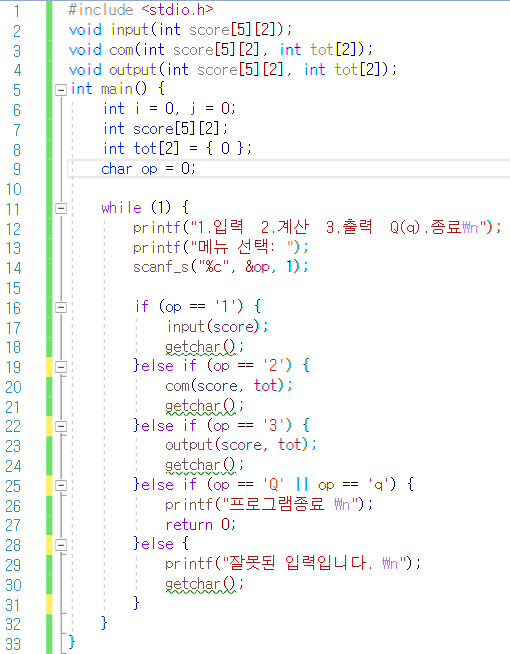 1 #include <stdio.h>
2 void input(int score[5][2]);
3 void com(int score[5][2], int tot[2]);
4 void output(int score[5][2], int tot[2]);
5 int main() {
6 int i = 0, j = 0;
7 int score[5][2];
8 int tot[2] = { 0 };
9 char op = 0;
10
11 while (1) {
12 printf("1.입력  2.계산  3.출력  Q(q).종료₩n");
13 printf("메뉴 선택: ");
14 scanf_s("%c", &op, 1);
15
16 if (op == '1') {
17 input(score);
18 getchar();
19 }else if (op == '2') {
20 com(score, tot);
21 getchar();
22 }else if (op == '3') {
23 output(score, tot);
24 getchar();
25 }else if (op == 'Q' || op == 'q') {
26 printf("프로그램종료 ₩n");
27 return 0;
28 }else {
29 printf("잘못된 입력입니다. ₩n");
30 getchar();
31 }
32 }
33 }